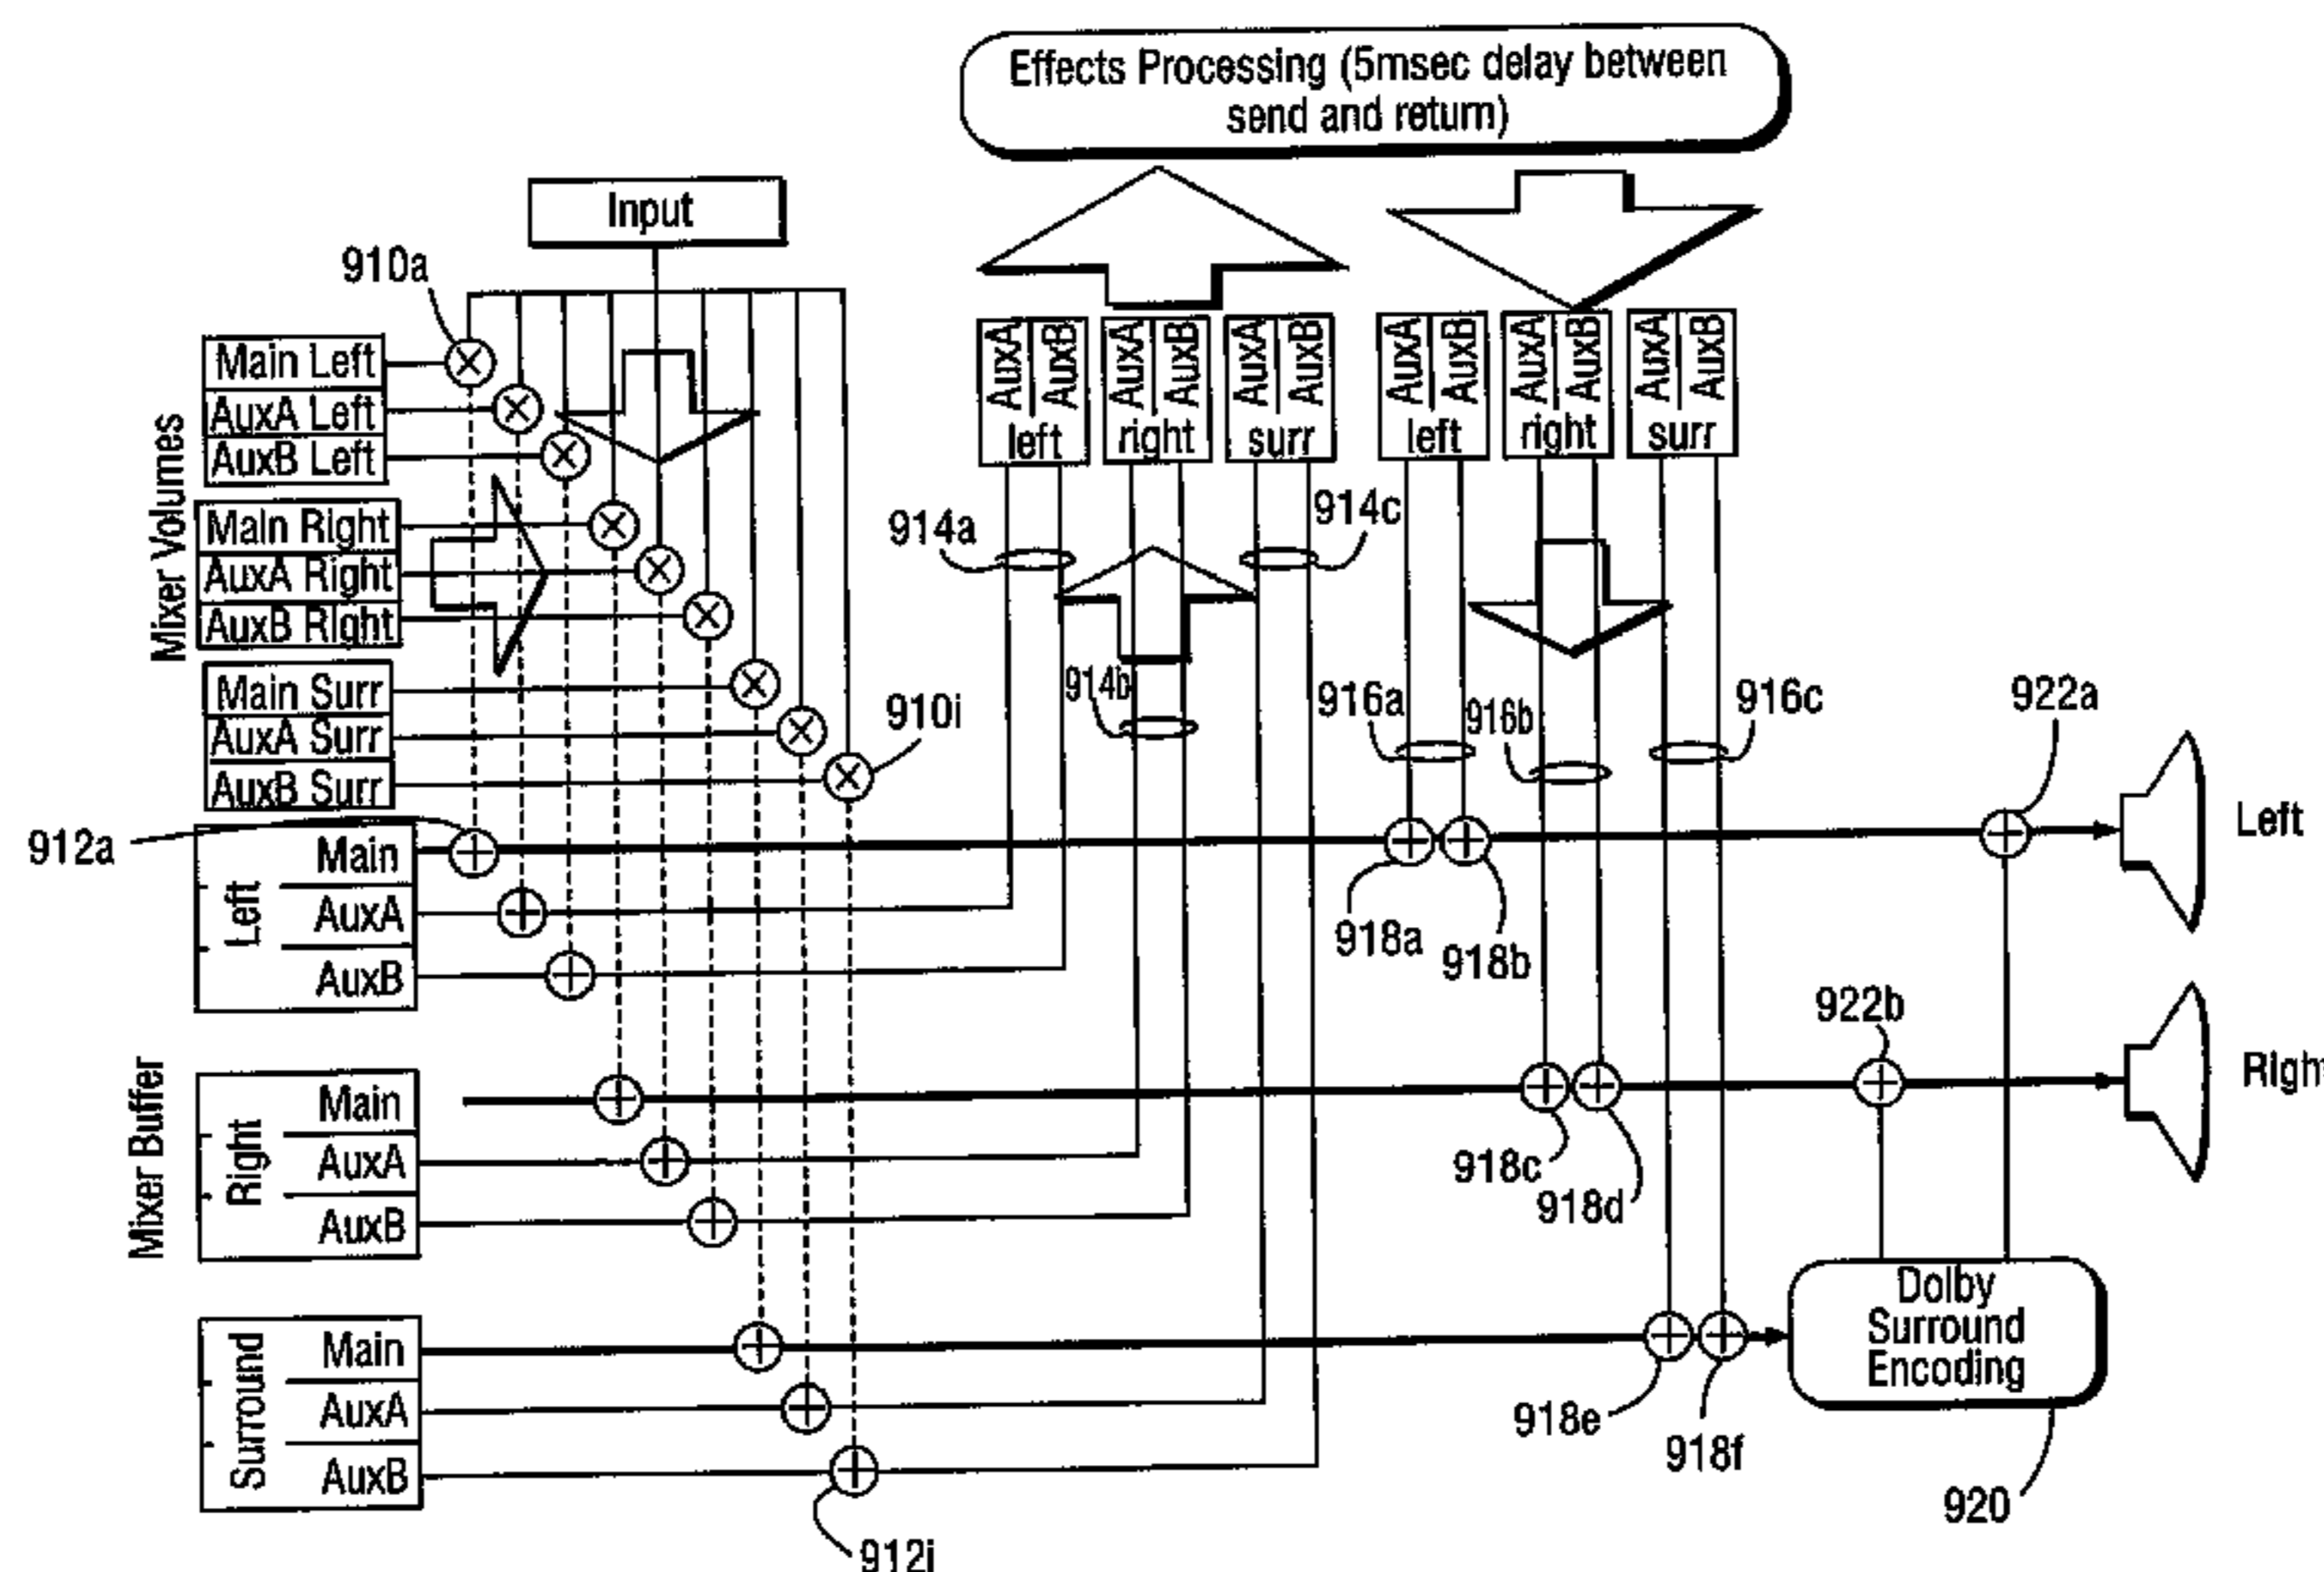 Effects Processing (5msec delay between
send and return)
Input
910a
Mixer Volumes
Main Left
AuxA Left
AuxB Left
Main Right
AuxA Right
AuxB Right
Main Surr
AuxA Surr
AuxB Surr
910i
AuxA AuxB
left
AuxA AuxB
right
AuxA AuxB
surr
AuxA AuxB
left
AuxA AuxB
right
AuxA AuxB
surr
914a
914c
914b
916a
916b
916c
922a
Left
912a
Mixer Buffer
Left
Main
AuxA
AuxB
918a
918b
922b
Right
Right
Main
AuxA
AuxB
918c
918d
Surround
Main
AuxA
AuxB
918e
918f
Dolby
Surround
Encoding
920
912i